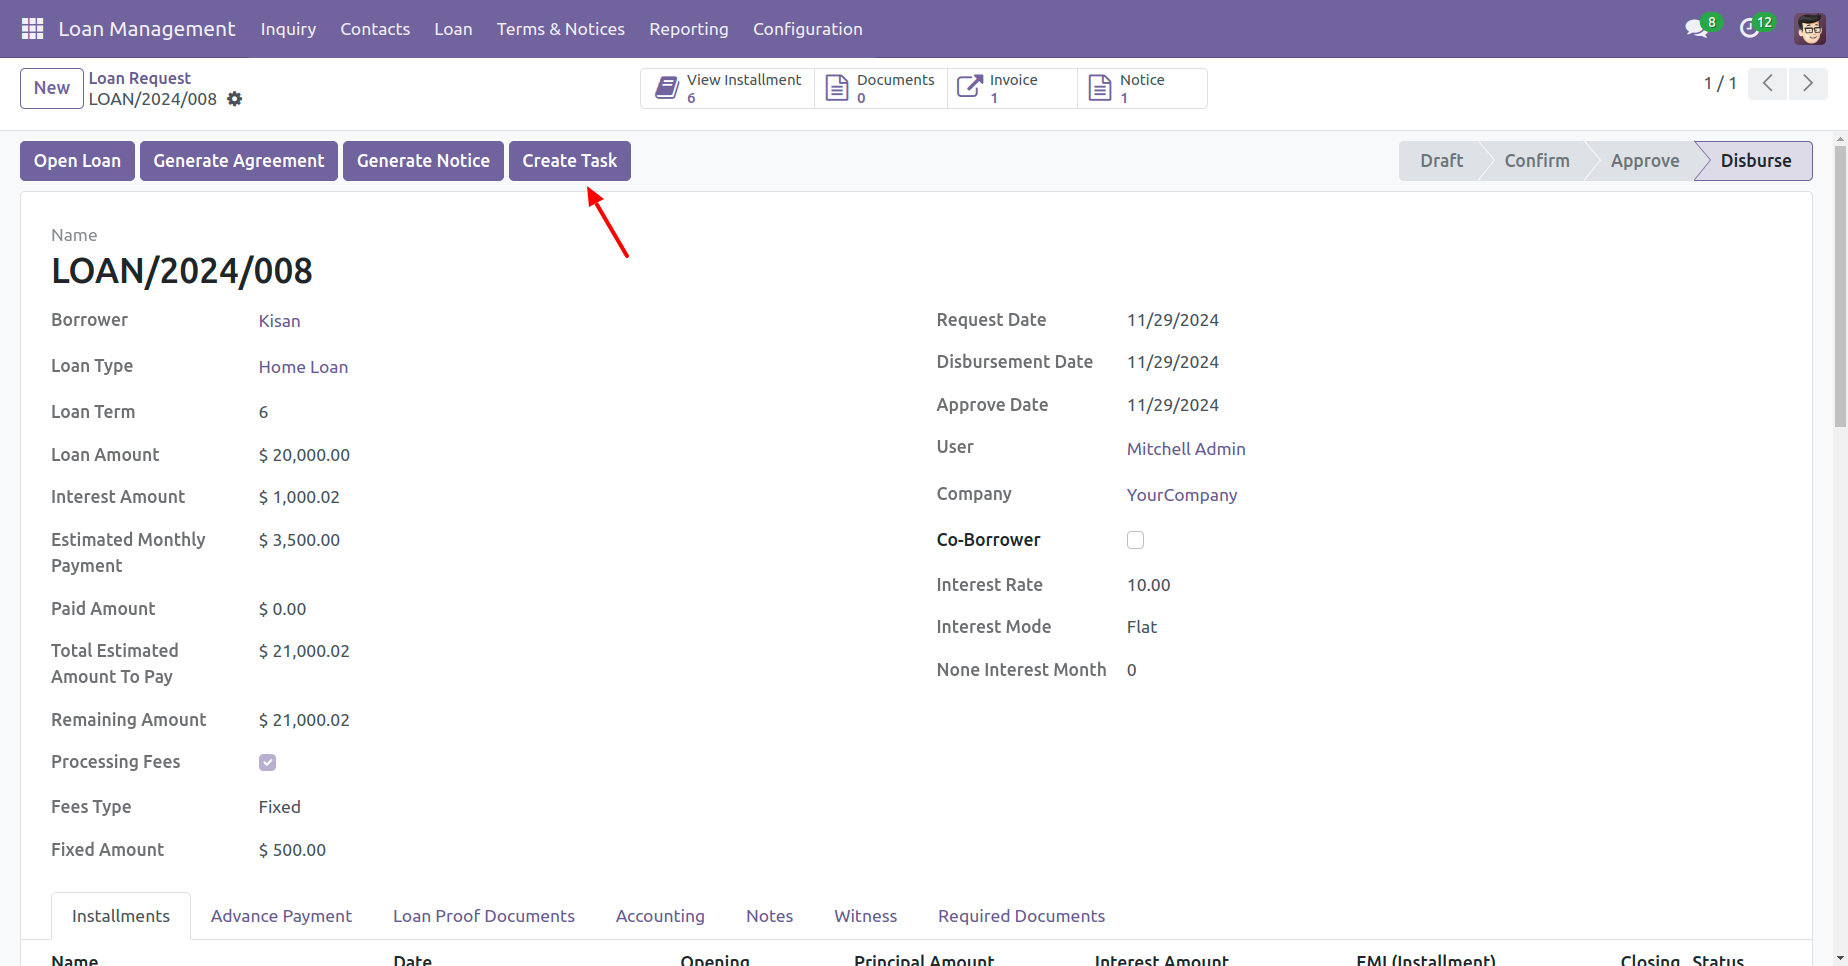 Loan Management Inquiry Contacts Loan Terms & Notices Reporting Configuration 8 12
New Loan Request
LOAN/2024/008
View Installment
6
Documents
0
Invoice
1
Notice
1
1 / 1
Open Loan Generate Agreement Generate Notice Create Task Draft Confirm Approve Disburse
Name
LOAN/2024/008
Borrower Kisan
Loan Type Home Loan
Loan Term 6
Loan Amount $ 20,000.00
Interest Amount $ 1,000.02
Estimated Monthly
Payment
$ 3,500.00
Paid Amount $ 0.00
Total Estimated
Amount To Pay
$ 21,000.02
Remaining Amount $ 21,000.02
Processing Fees
Fees Type Fixed
Fixed Amount $ 500.00
Request Date 11/29/2024
Disbursement Date 11/29/2024
Approve Date 11/29/2024
User Mitchell Admin
Company YourCompany
Co-Borrower
Interest Rate 10.00
Interest Mode Flat
None Interest Month 0
Installments Advance Payment Loan Proof Documents Accounting Notes Witness Required Documents
Name Date Opening Principal Amount Interest Amount EMI (Installment) Closing Status